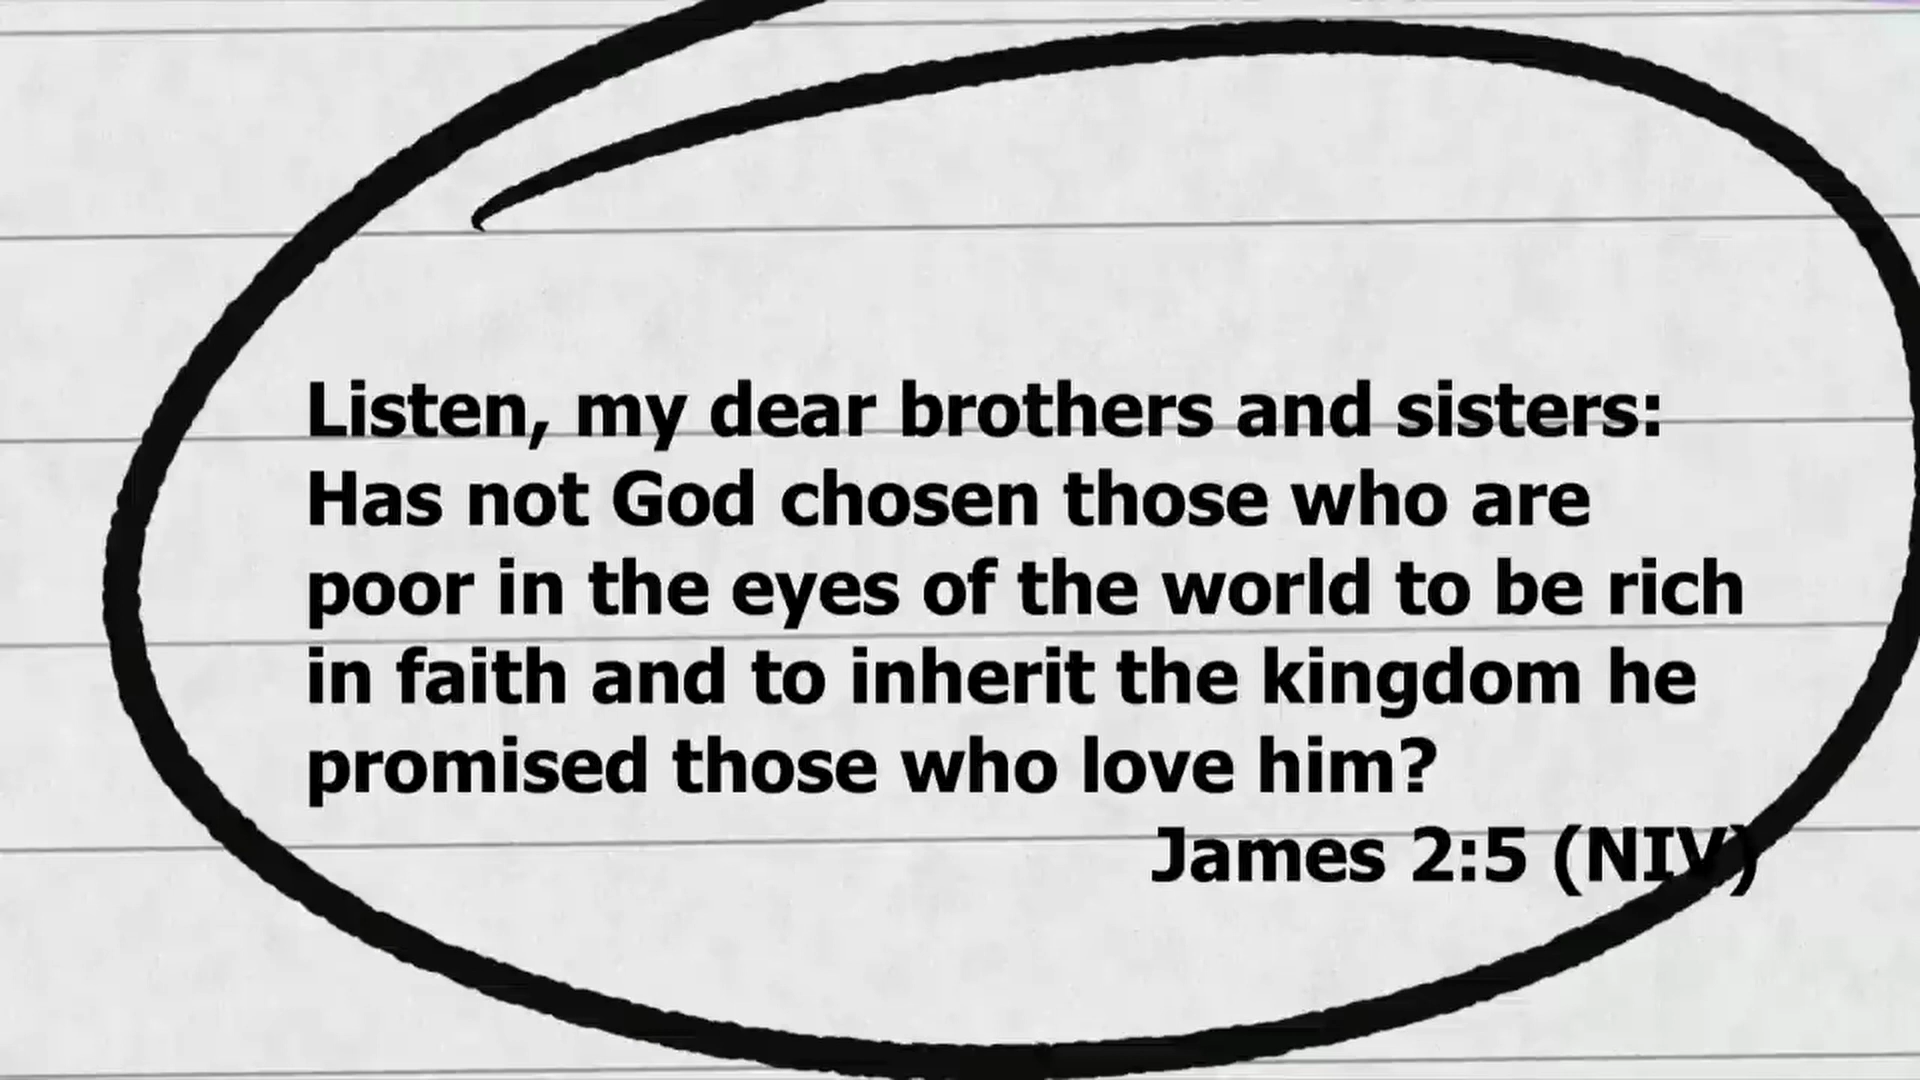 Listen, my dear brothers and sisters:
Has not God chosen those who are
poor in the eyes of the world to be rich
in faith and to inherit the kingdom he
promised those who love him?
James 2:5 (NIV)